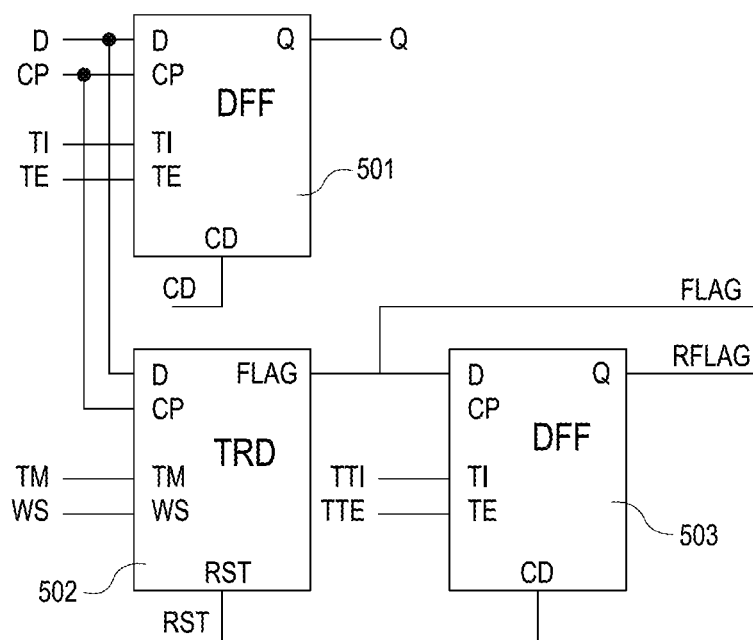 D D Q Q
CP CP
DFF
TI TI
TE TE
501
CD
CD
FLAG
D FLAG D Q RFLAG
CP CP
TRD DFF
TM TM TTI TI
WS WS TTE TE
503
502 RST CD
RST